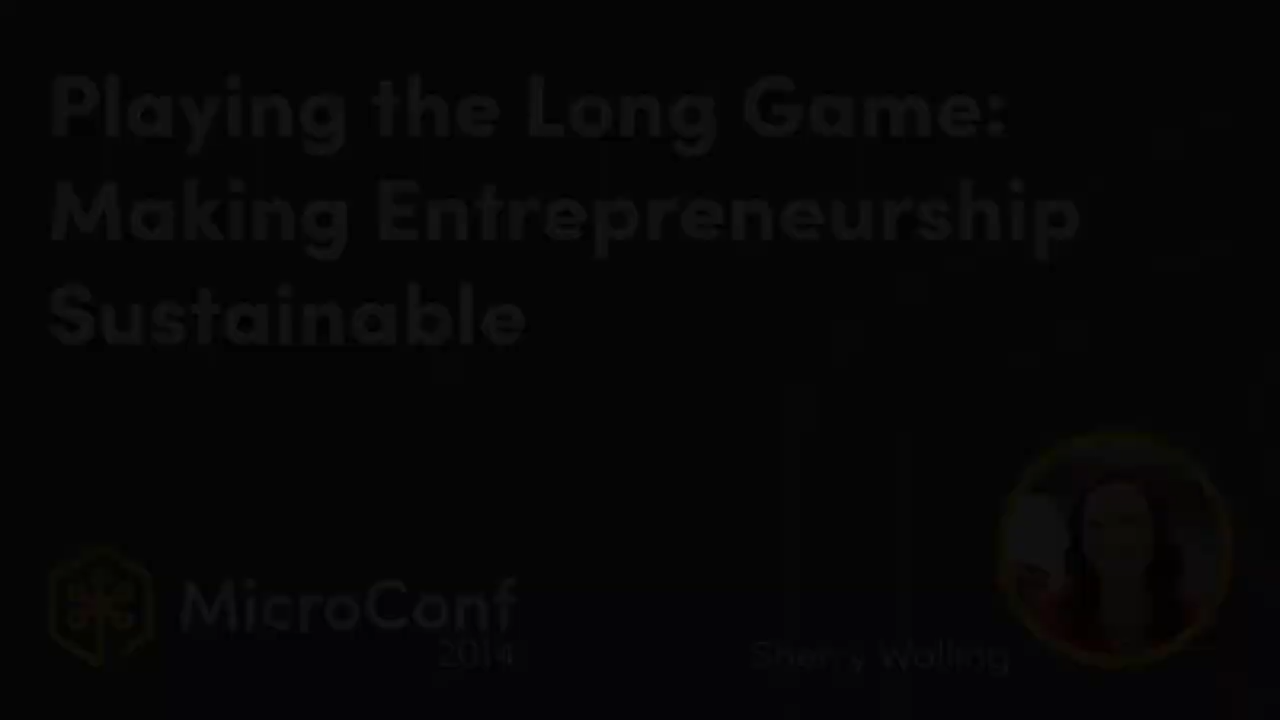 Playing the Long Game:
Making Entrepreneurship
Sustainable
MicroConf
2014
Sherry Walling